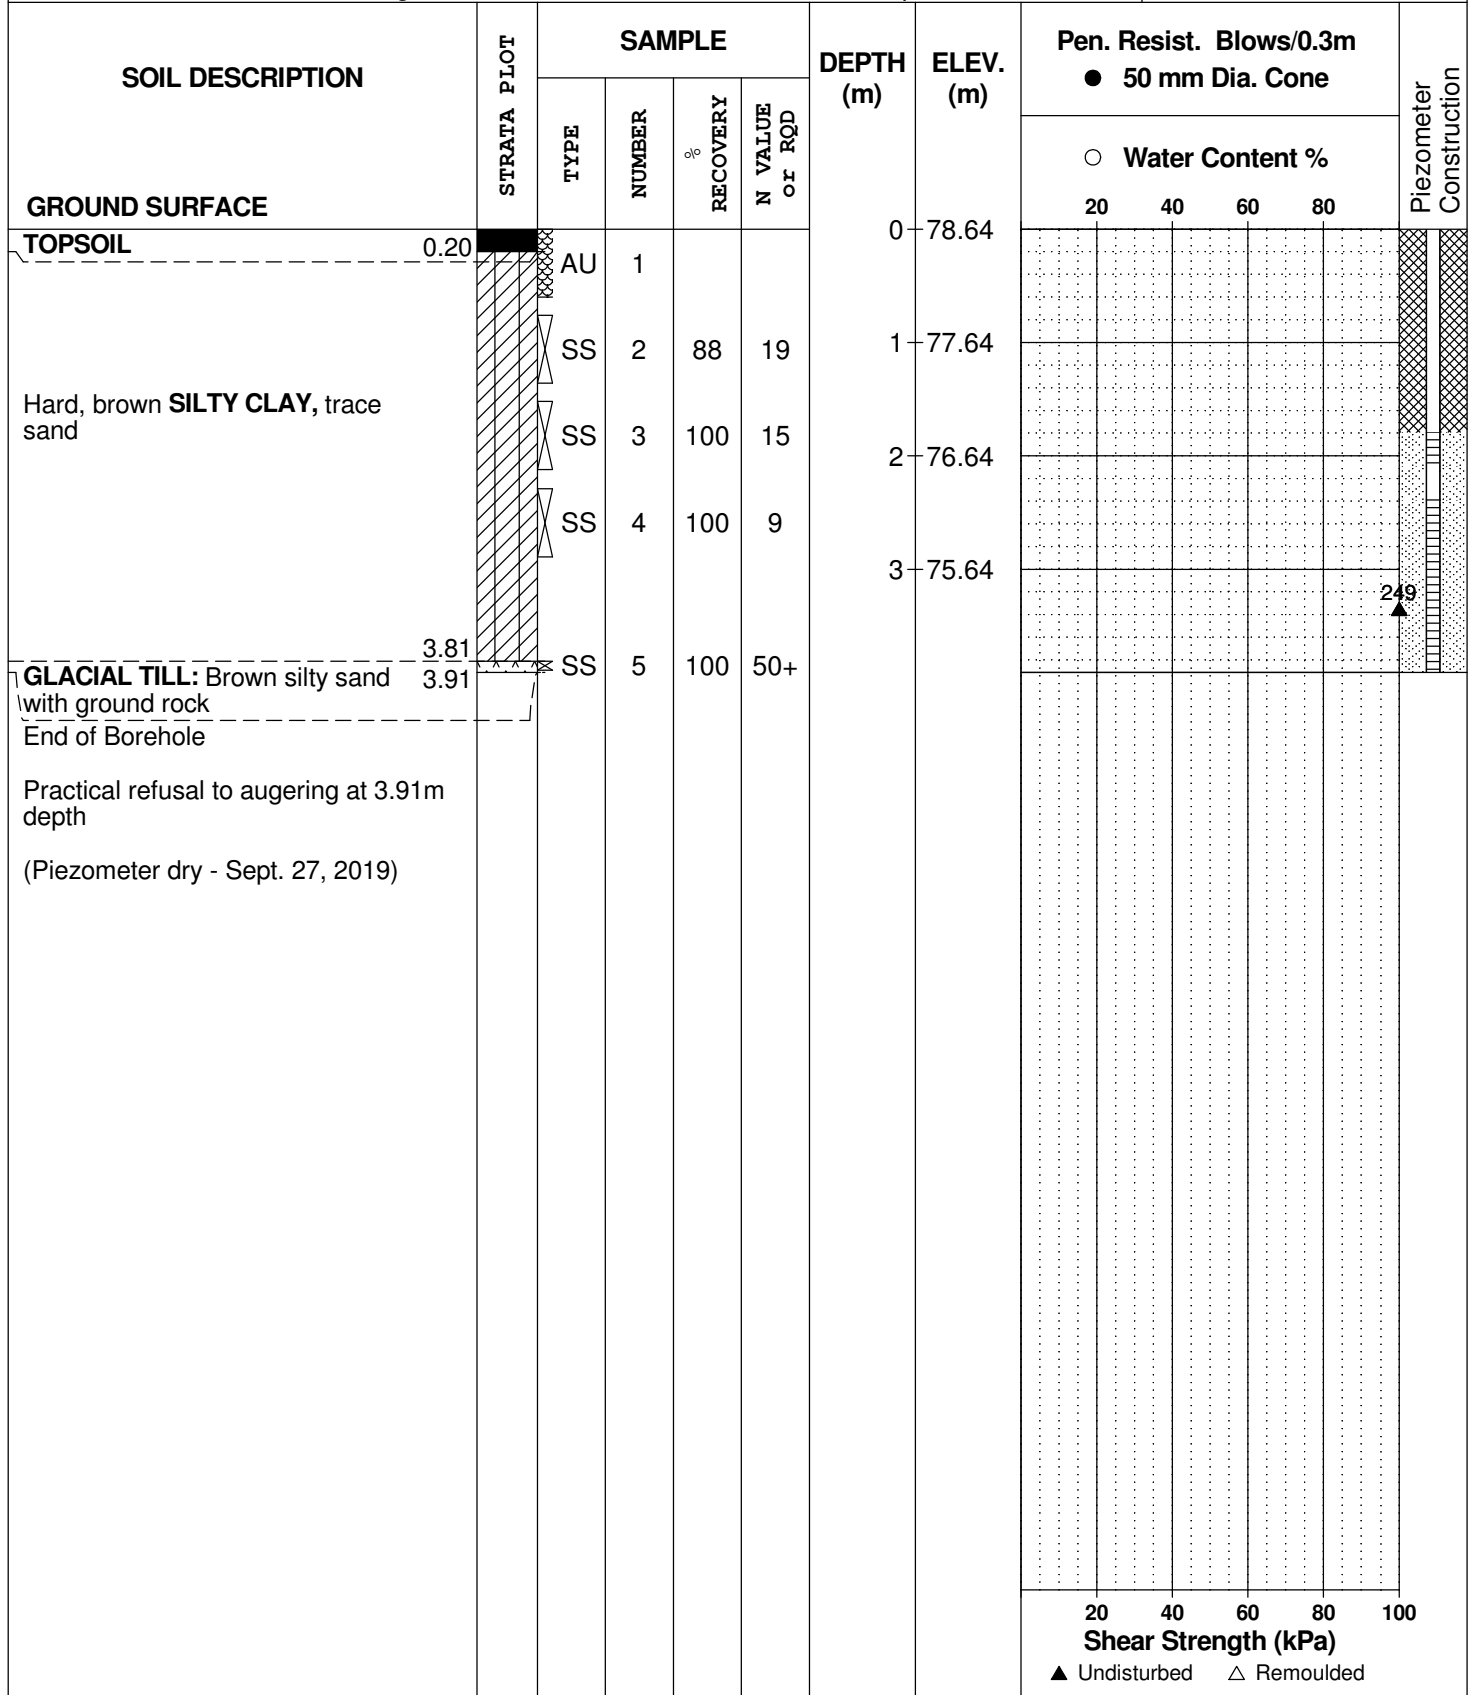 SOIL DESCRIPTION
GROUND SURFACE
STRATA PLOT
SAMPLE
TYPE
NUMBER
% RECOVERY
N VALUE or RQD
DEPTH (m)
ELEV. (m)
Pen. Resist. Blows/0.3m
● 50 mm Dia. Cone
○ Water Content %
20 40 60 80
Piezometer Construction
0 78.64
TOPSOIL 0.20
AU 1
SS 2 88 19
1 77.64
Hard, brown SILTY CLAY, trace
sand
SS 3 100 15
2 76.64
SS 4 100 9
3 75.64
249
3.81
SS 5 100 50+
GLACIAL TILL: Brown silty sand 3.91
with ground rock
End of Borehole
Practical refusal to augering at 3.91m
depth
(Piezometer dry - Sept. 27, 2019)
20 40 60 80 100
Shear Strength (kPa)
▲ Undisturbed △ Remoulded